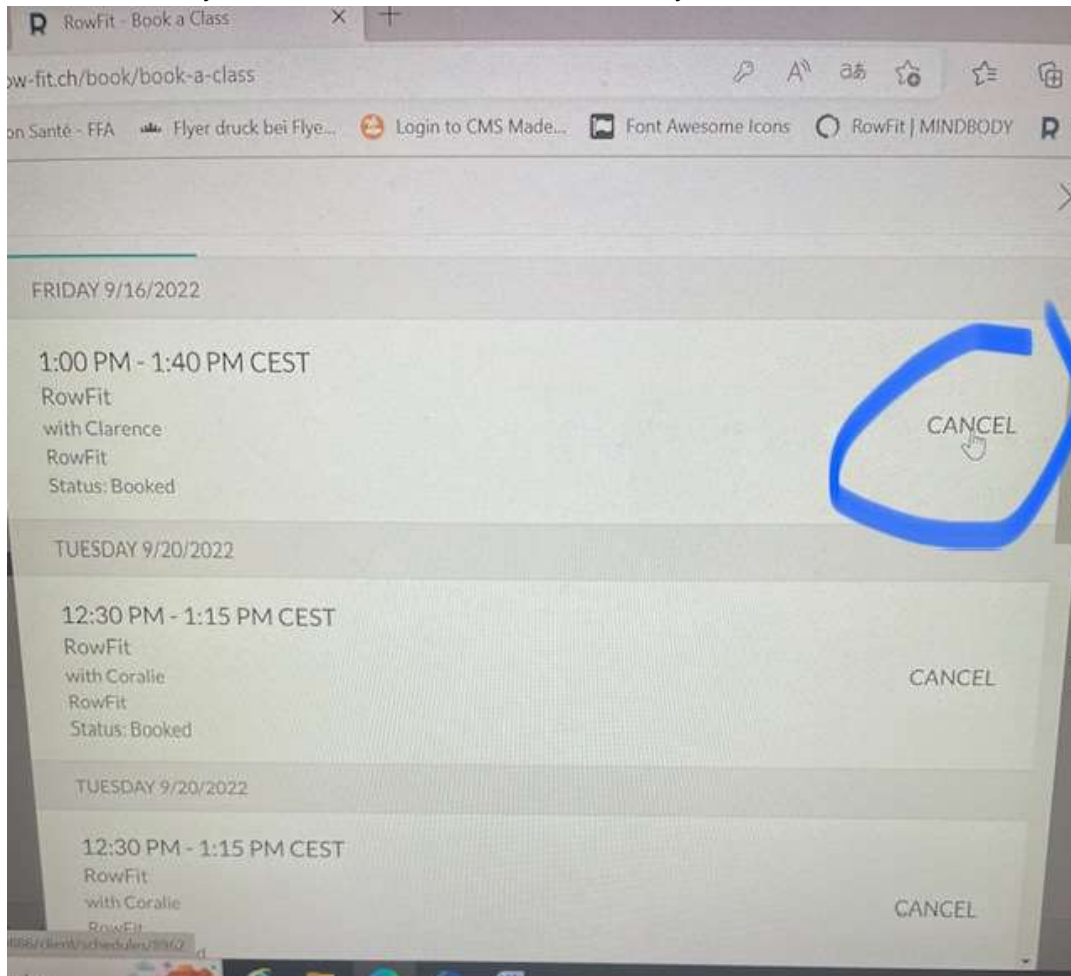 RowFit - Book a Class
ow-fit.ch/book/book-a-class
on Santé - FFA Flyer druck bei Flye... Login to CMS Made... Font Awesome Icons RowFit | MINDBODY
FRIDAY 9/16/2022
1:00 PM - 1:40 PM CEST
RowFit
with Clarence
RowFit
Status: Booked
CANCEL
TUESDAY 9/20/2022
12:30 PM - 1:15 PM CEST
RowFit
with Coralie
RowFit
Status: Booked
CANCEL
TUESDAY 9/20/2022
12:30 PM - 1:15 PM CEST
RowFit
with Coralie
RowFit
CANCEL